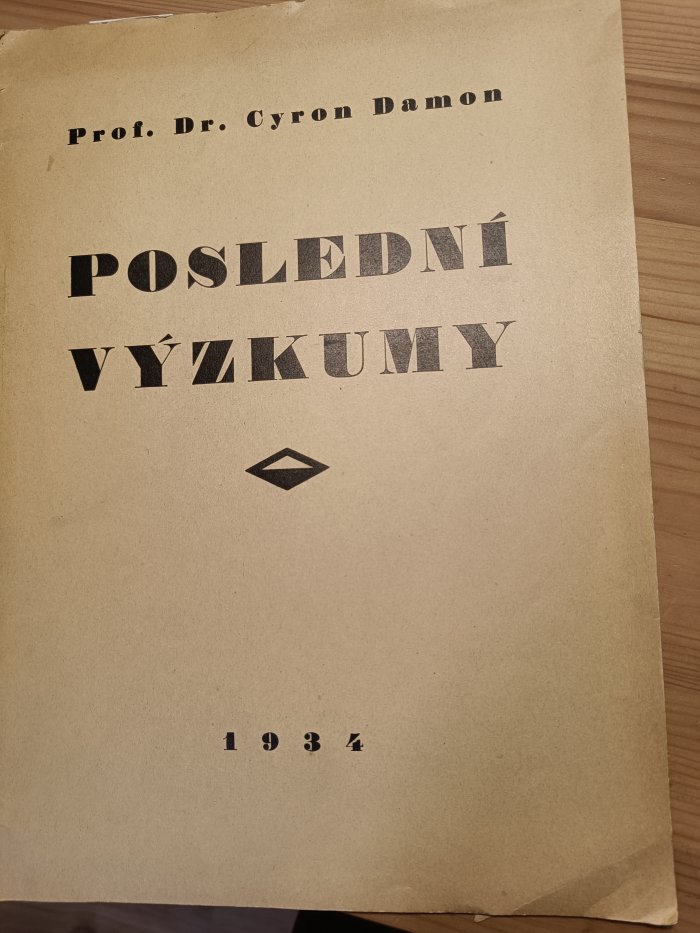 Prof. Dr. Cyron Damon
POSLEDNÍ
VÝZKUMY
1934